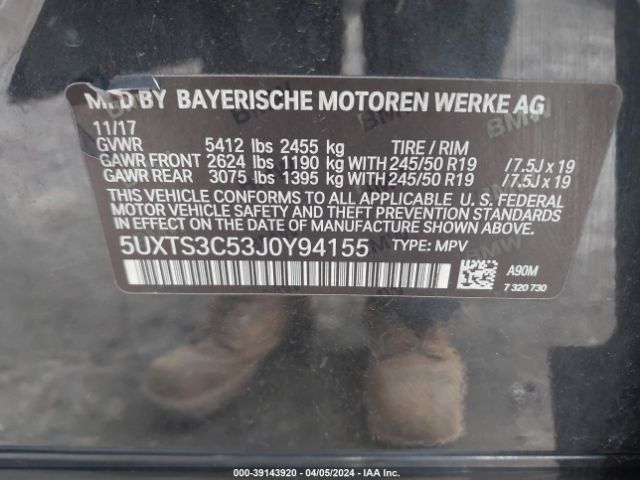 MFD BY BAYERISCHE MOTOREN WERKE AG
11/17
GVWR 5412 lbs 2455 kg TIRE / RIM
GAWR FRONT 2624 lbs 1190 kg WITH 245/50 R19 / 7.5J x 19
GAWR REAR 3075 lbs 1395 kg WITH 245/50 R19 / 7.5J x 19
THIS VEHICLE CONFORMS TO ALL APPLICABLE U. S. FEDERAL
MOTOR VEHICLE SAFETY AND THEFT PREVENTION STANDARDS
IN EFFECT ON THE DATE OF MANUFACTURE SHOWN ABOVE.
5UXTS3C53J0Y94155 TYPE: MPV
A90M
7 320 730
BMW
000-39143920 - 04/05/2024 - IAA Inc.